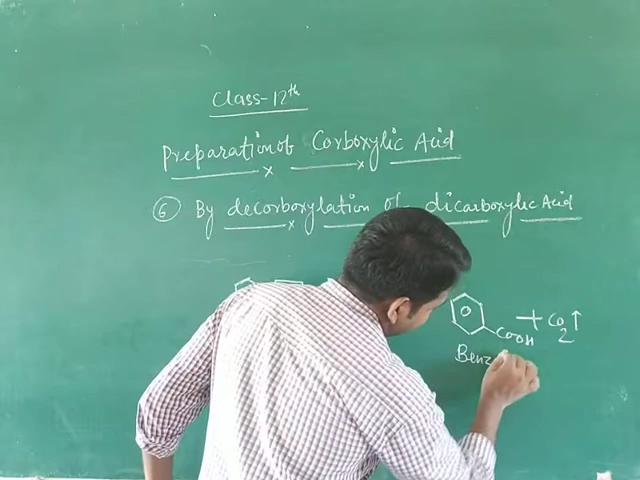 Class-12th
Preparation of Corboxylic Acid
6 By decorboxylation of dicarboxylic Acid
COOH + CO2↑
Benz